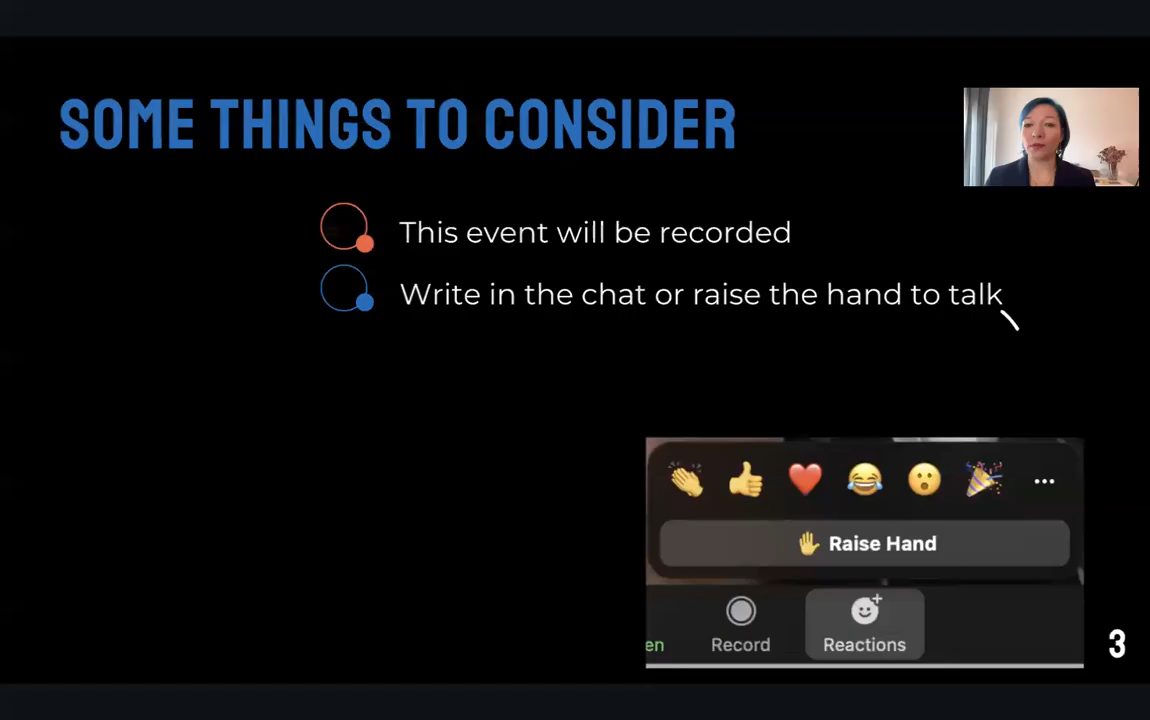 SOME THINGS TO CONSIDER
This event will be recorded
Write in the chat or raise the hand to talk
Raise Hand
en Record Reactions
3